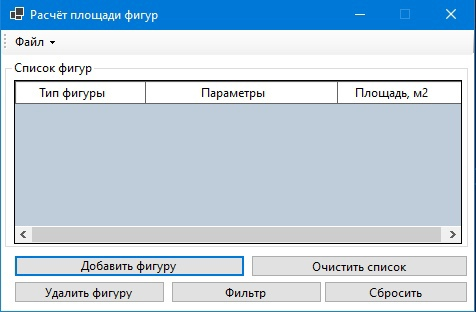 Расчёт площади фигур
Файл
Список фигур
Тип фигуры Параметры Площадь, м2
Добавить фигуру Очистить список
Удалить фигуру Фильтр Сбросить